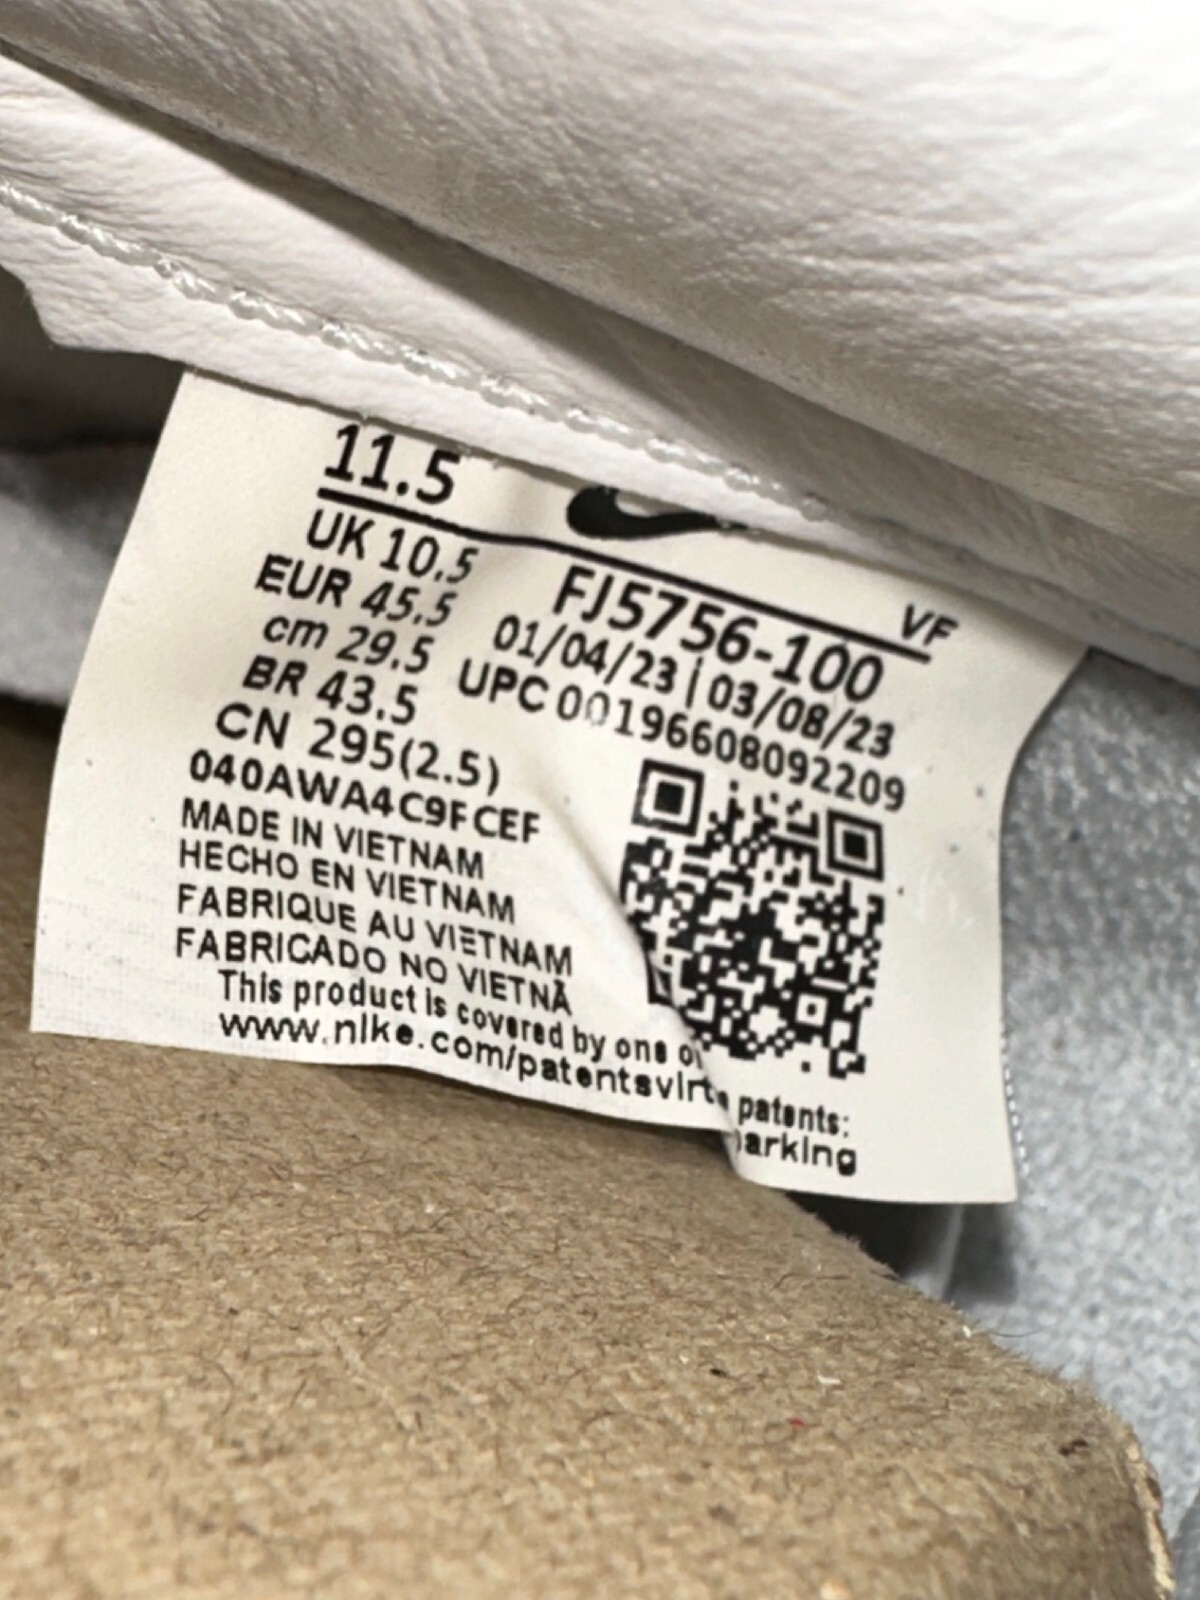 11.5
VF
UK 10.5
EUR 45.5
cm 29.5
BR 43.5
CN 295(2.5)
FJ5756-100
01/04/23 | 03/08/23
UPC 00196608092209
040AWA4C9FCEF
MADE IN VIETNAM
HECHO EN VIETNAM
FABRIQUE AU VIETNAM
FABRICADO NO VIETNÃ
This product is covered by one patents:
www.nike.com/patentsvirt